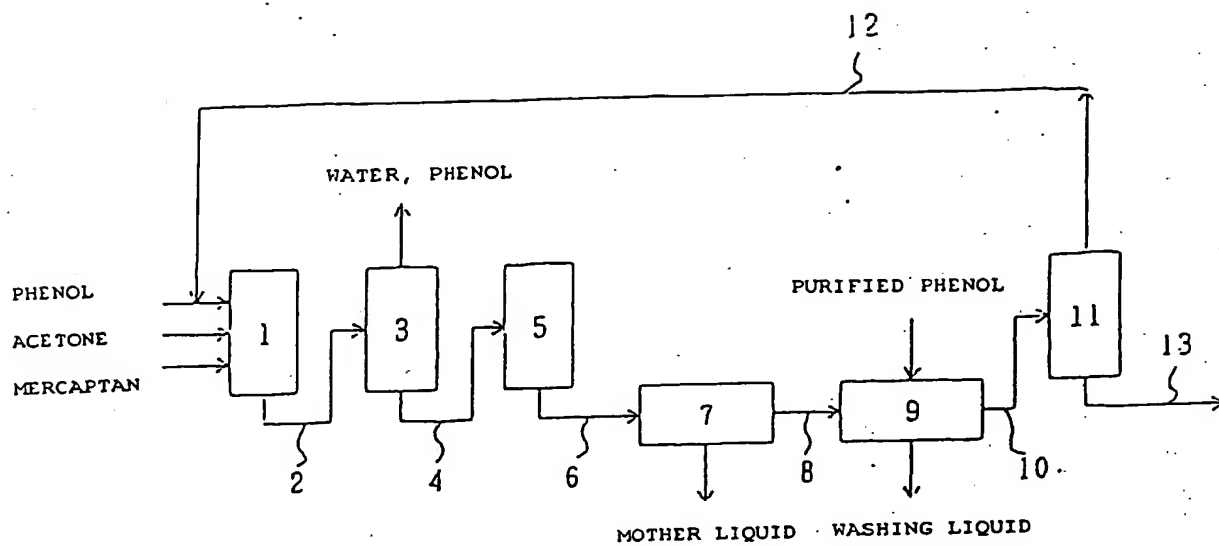 12
WATER, PHENOL
PHENOL
ACETONE
MERCAPTAN
PURIFIED PHENOL
1
3
5
11
13
7
9
2
4
6
8
10
MOTHER LIQUID
WASHING LIQUID